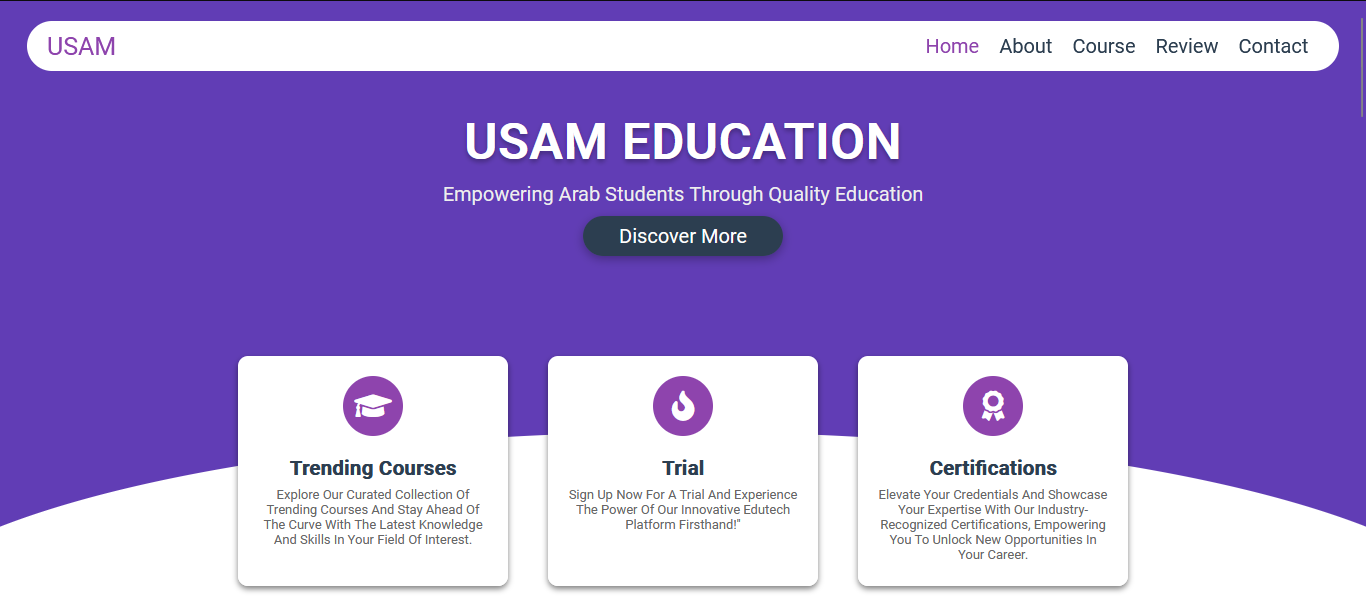 USAM
Home About Course Review Contact
USAM EDUCATION
Empowering Arab Students Through Quality Education
Discover More
Trending Courses
Explore Our Curated Collection Of
Trending Courses And Stay Ahead Of
The Curve With The Latest Knowledge
And Skills In Your Field Of Interest.
Trial
Sign Up Now For A Trial And Experience
The Power Of Our Innovative Edutech
Platform Firsthand!"
Certifications
Elevate Your Credentials And Showcase
Your Expertise With Our Industry-
Recognized Certifications, Empowering
You To Unlock New Opportunities In
Your Career.